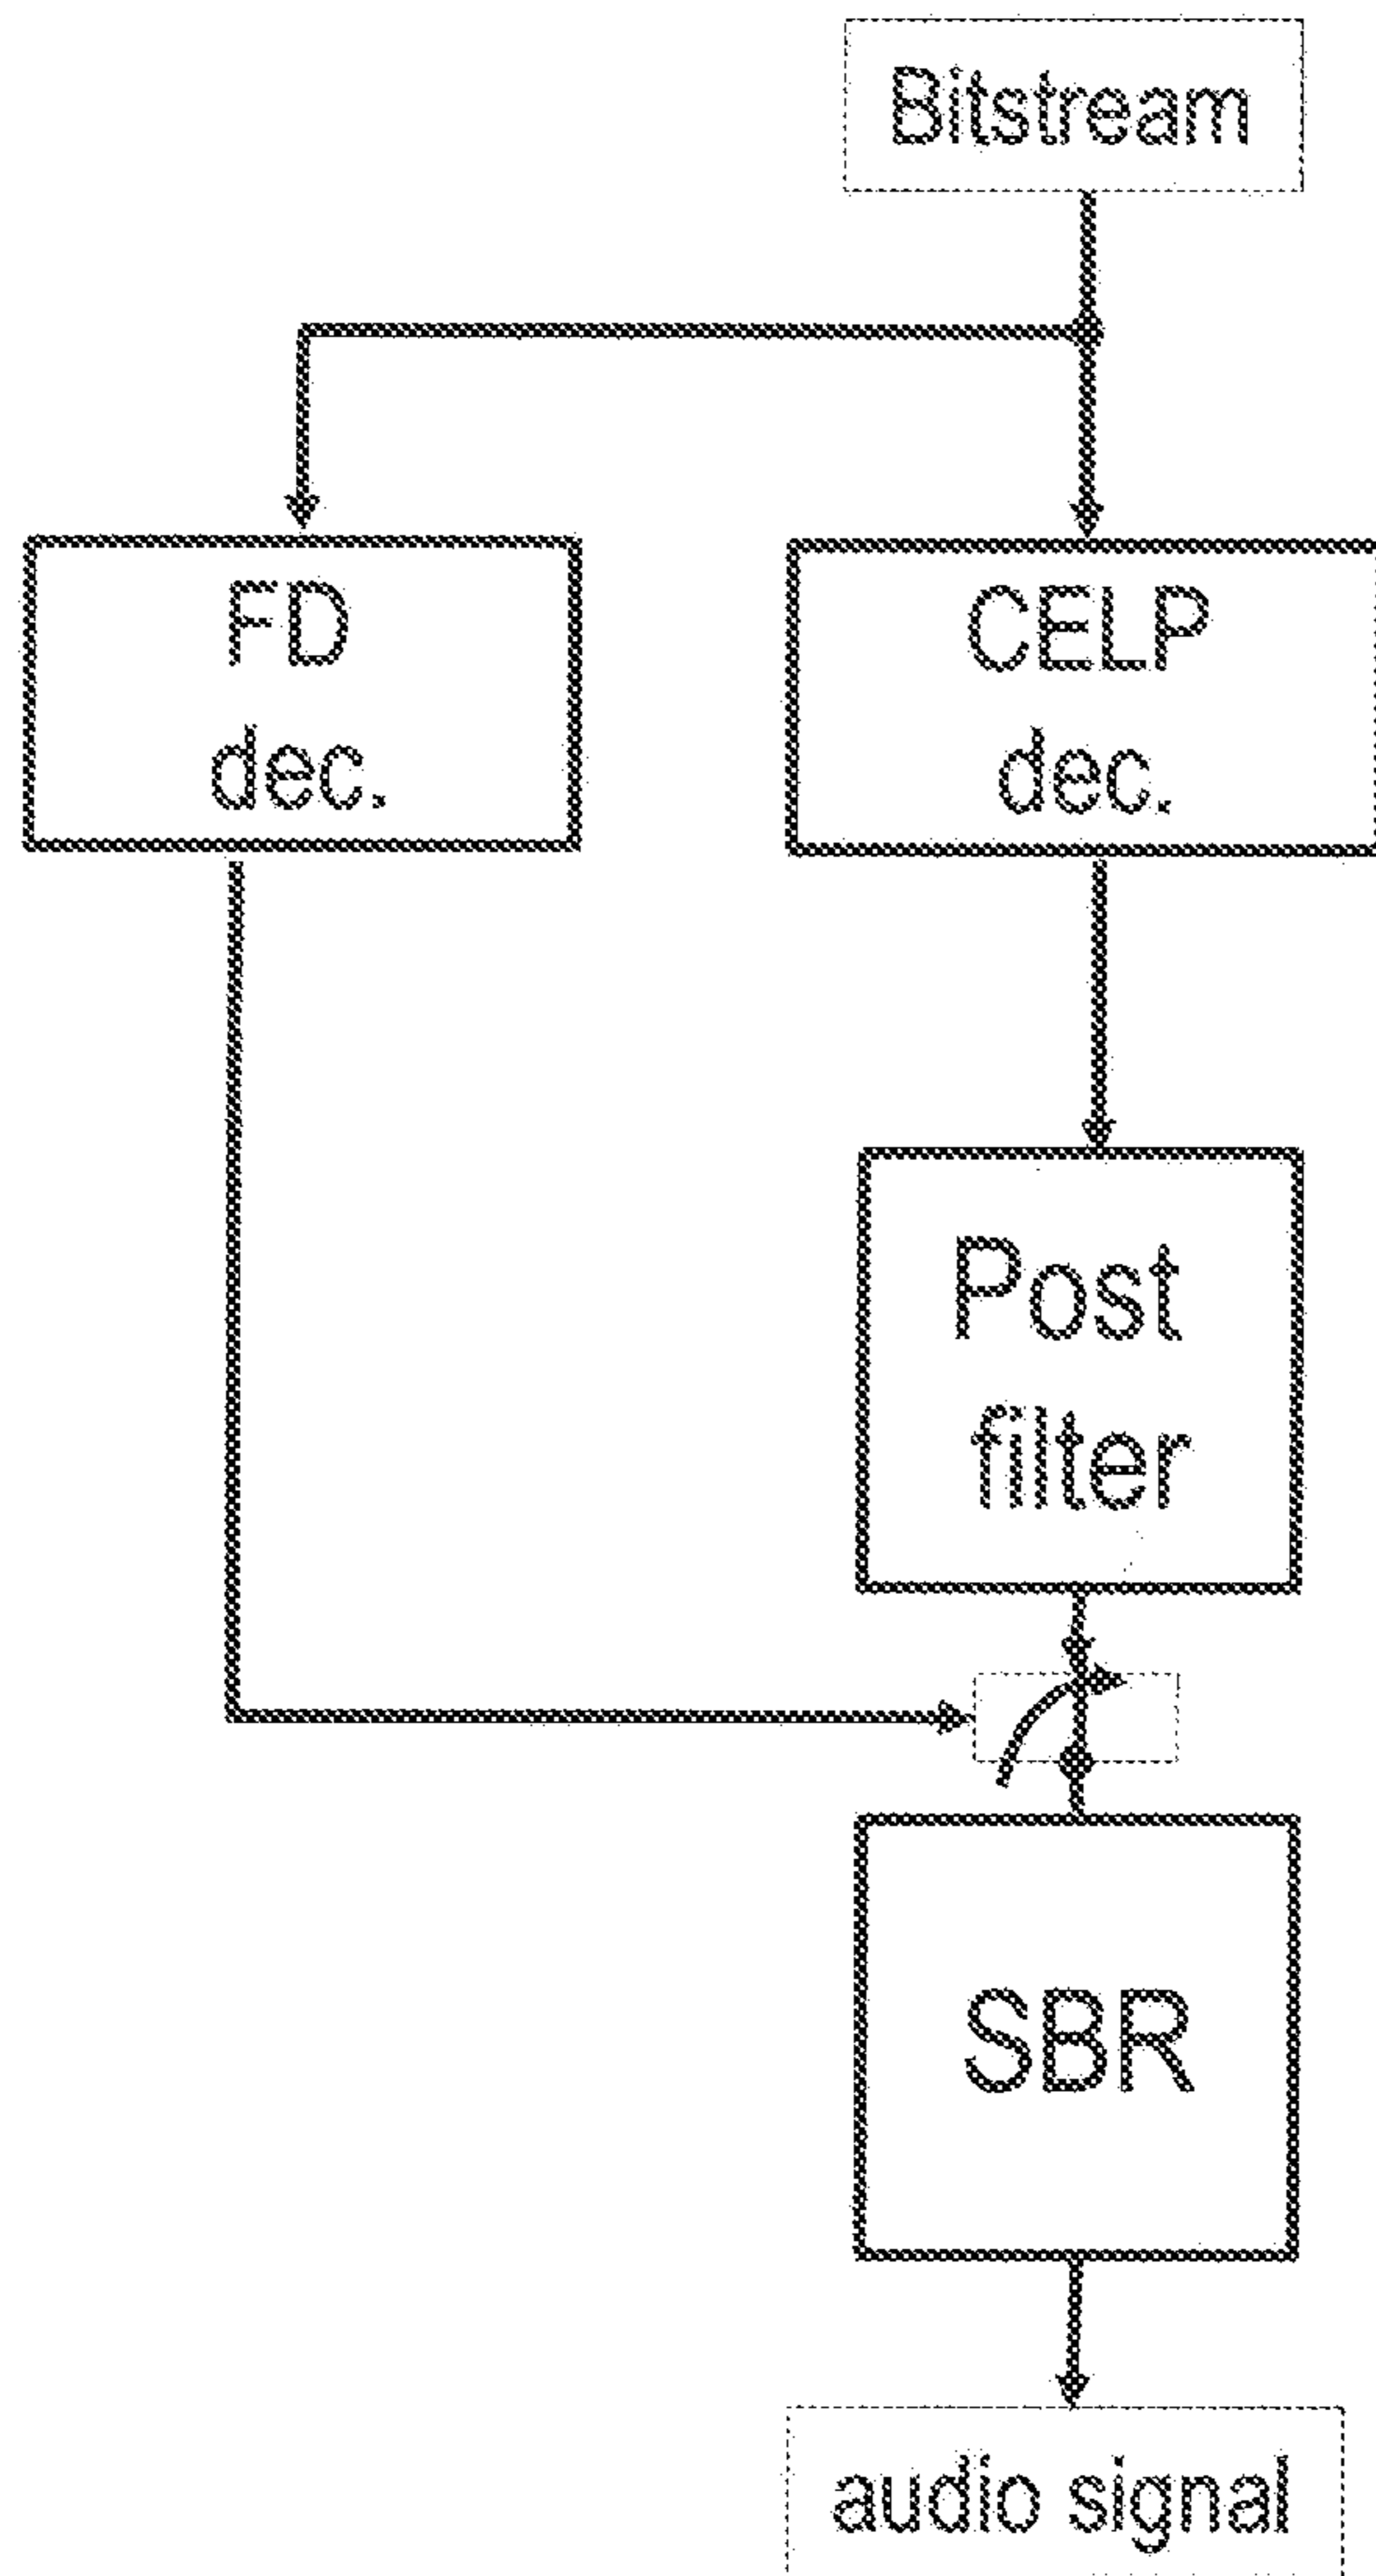 Bitstream
FD
dec.
CELP
dec.
Post
filter
SBR
audio signal